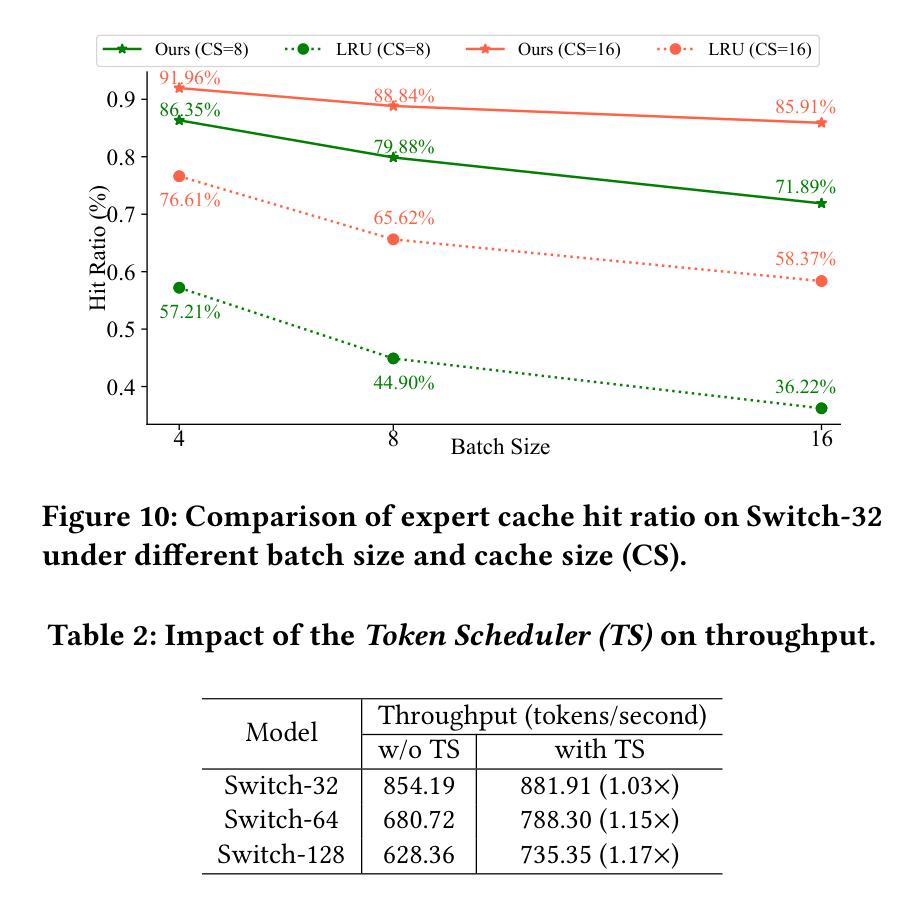 Ours (CS=8) LRU (CS=8) Ours (CS=16) LRU (CS=16)
91.96%
88.84%
85.91%
86.35%
79.88%
71.89%
76.61%
65.62%
58.37%
57.21%
44.90%
36.22%
Hit Ratio (%)
0.9
0.8
0.7
0.6
0.5
0.4
4 8 16
Batch Size
Figure 10: Comparison of expert cache hit ratio on Switch-32
under different batch size and cache size (CS).
Table 2: Impact of the Token Scheduler (TS) on throughput.
Model Throughput (tokens/second)
w/o TS with TS
Switch-32 854.19 881.91 (1.03×)
Switch-64 680.72 788.30 (1.15×)
Switch-128 628.36 735.35 (1.17×)